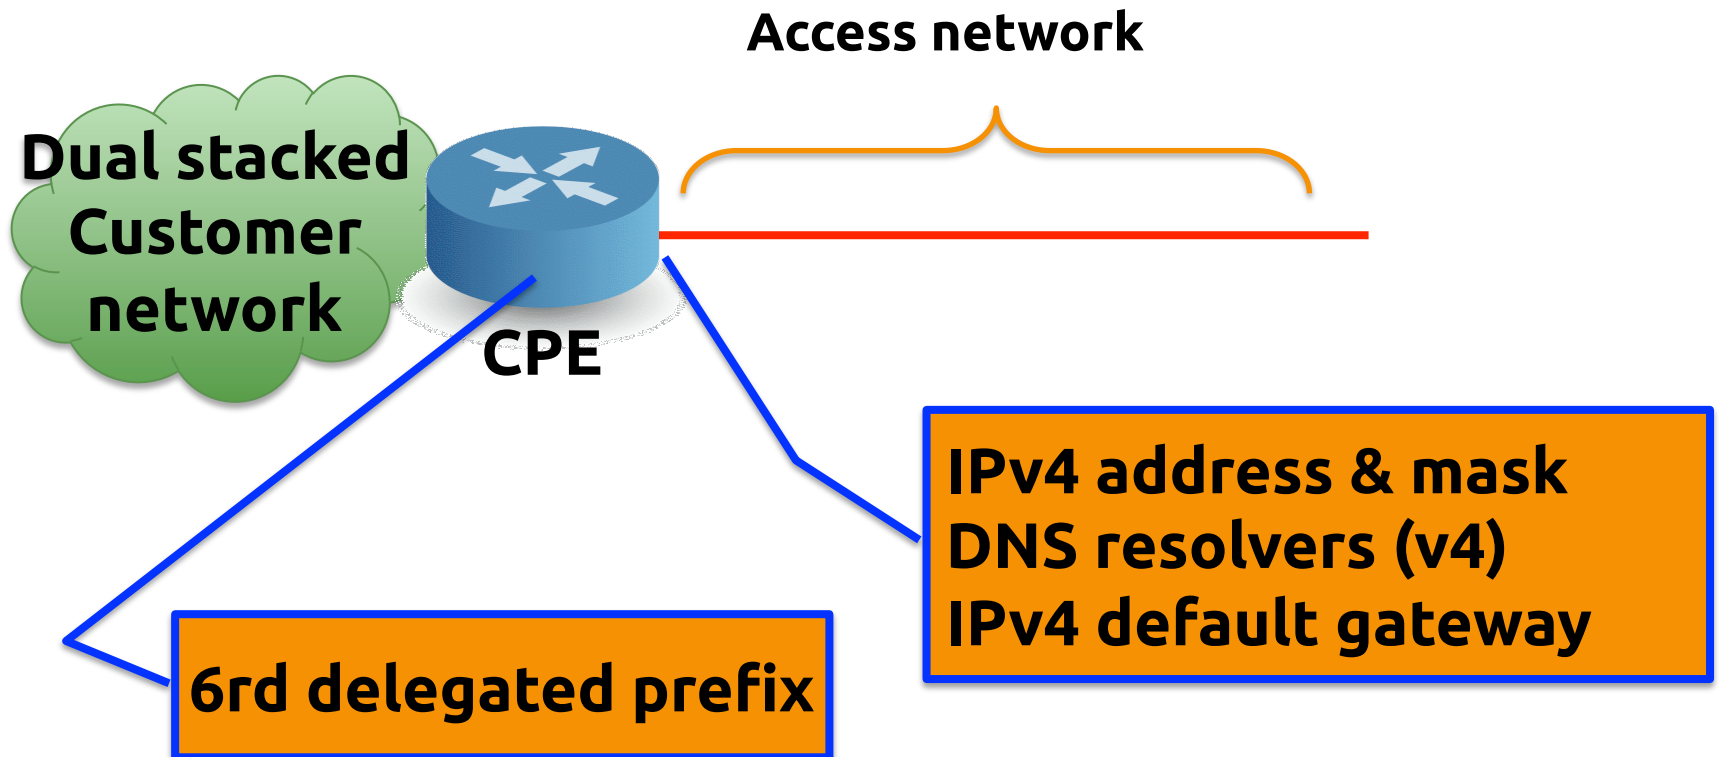 Access network
Dual stacked
Customer
network
CPE
IPv4 address & mask
DNS resolvers (v4)
IPv4 default gateway
6rd delegated prefix